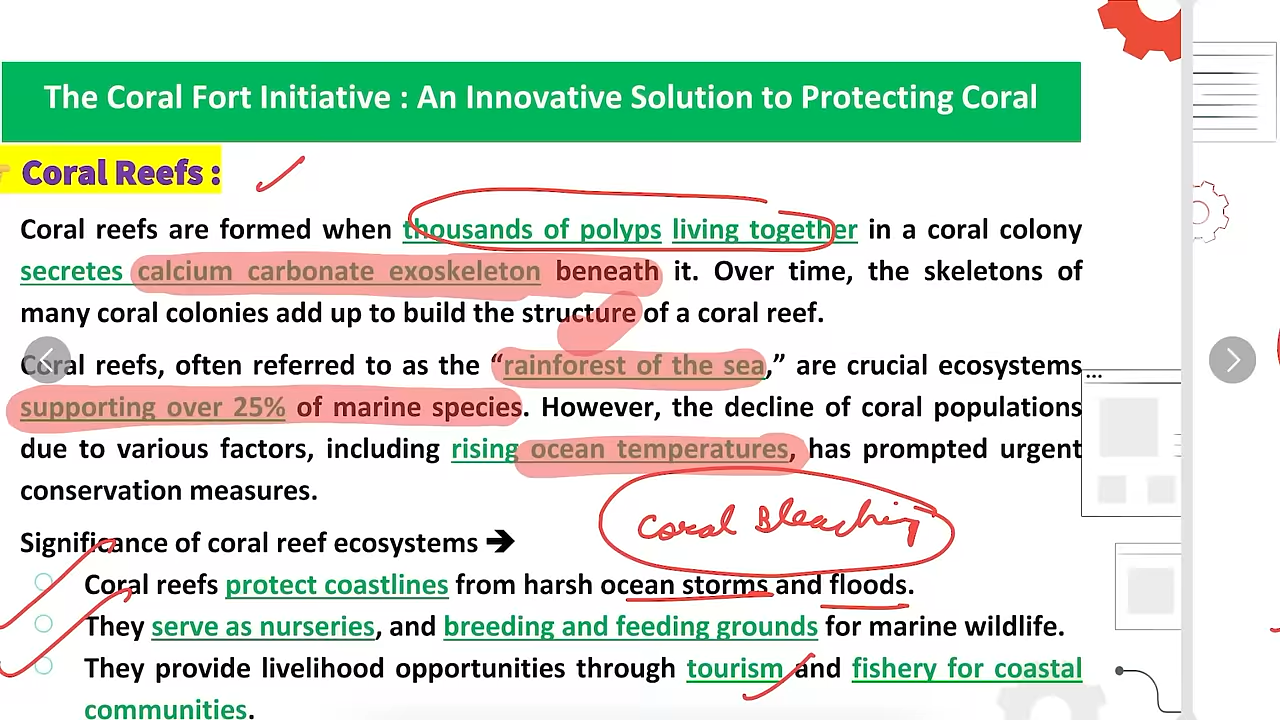 The Coral Fort Initiative : An Innovative Solution to Protecting Coral
Coral Reefs :
Coral reefs are formed when thousands of polyps living together in a coral colony
secretes calcium carbonate exoskeleton beneath it. Over time, the skeletons of
many coral colonies add up to build the structure of a coral reef.
Coral reefs, often referred to as the “rainforest of the sea,” are crucial ecosystems
supporting over 25% of marine species. However, the decline of coral populations
due to various factors, including rising ocean temperatures, has prompted urgent
conservation measures.
Coral Bleaching
Significance of coral reef ecosystems ➔
Coral reefs protect coastlines from harsh ocean storms and floods.
They serve as nurseries, and breeding and feeding grounds for marine wildlife.
They provide livelihood opportunities through tourism and fishery for coastal
communities.